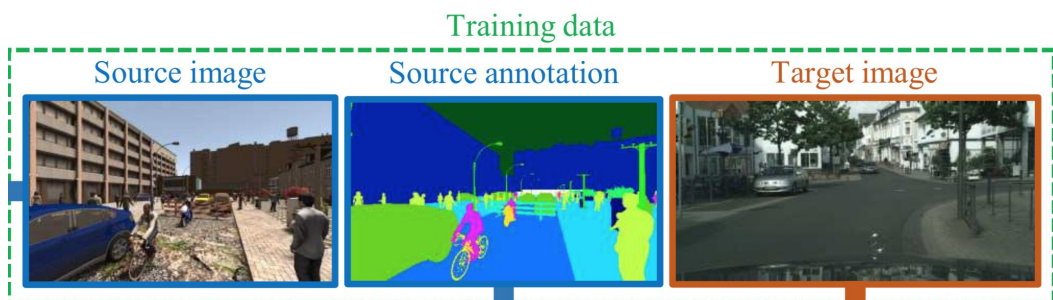 Training data
Source image
Source annotation
Target image